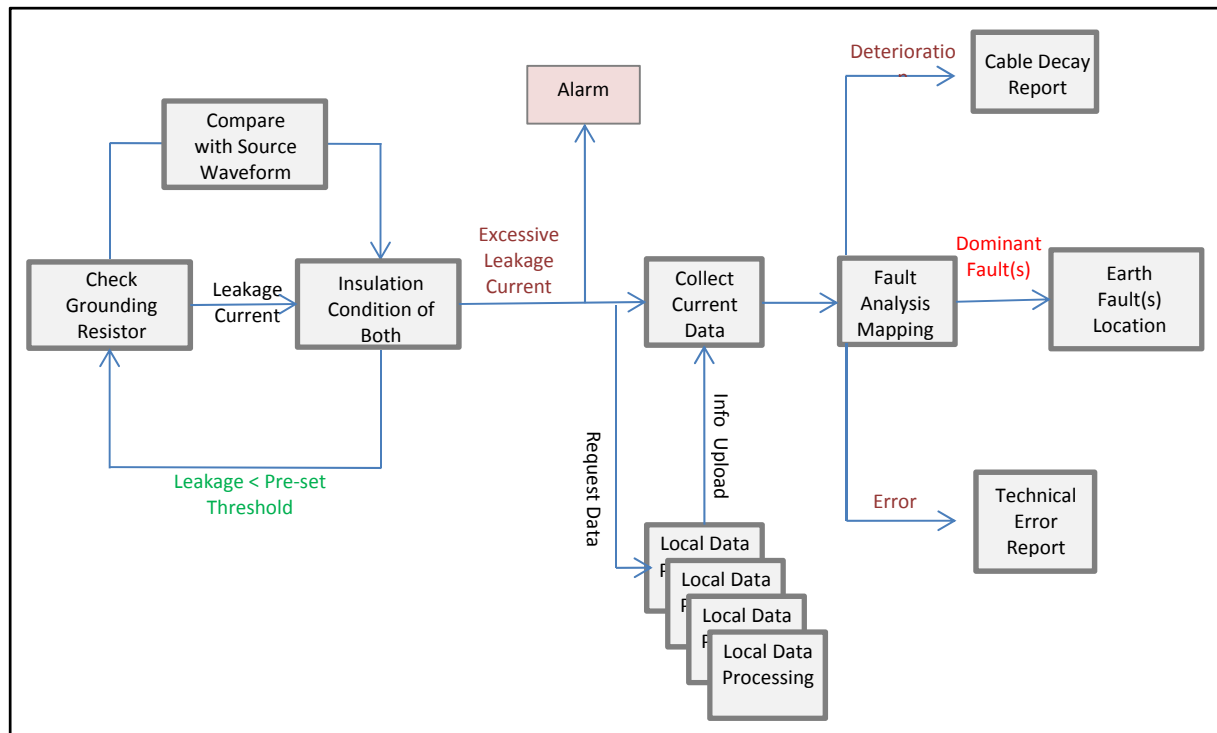 Compare
with Source
Waveform
Check
Grounding
Resistor
Leakage
Current
Insulation
Condition of
Both
Leakage < Pre-set
Threshold
Excessive
Leakage
Current
Alarm
Request Data
Collect
Current
Data
Info Upload
Local Data
P
Local Data
P
Local Data
P
Local Data
Processing
Fault
Analysis
Mapping
Deterioratio
Cable Decay
Report
Dominant
Fault(s)
Earth
Fault(s)
Location
Error
Technical
Error
Report